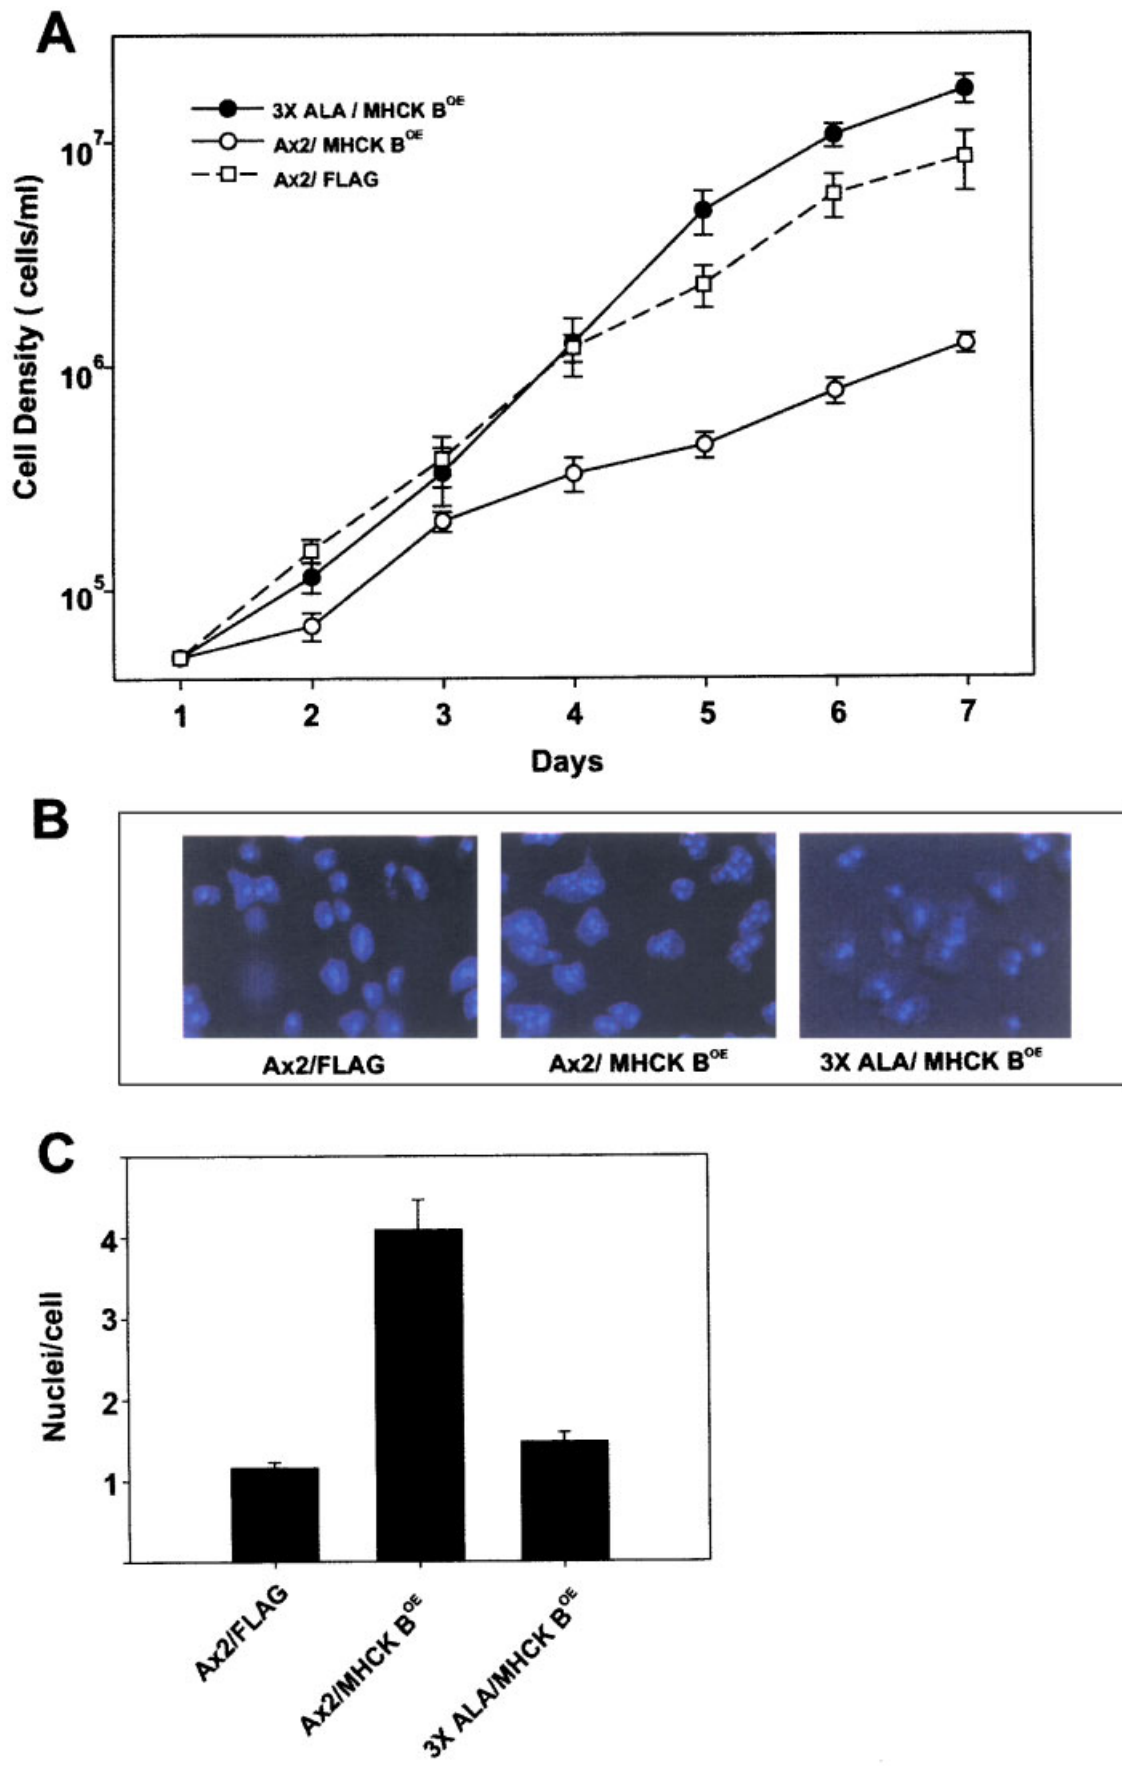 A
3X ALA / MHCK B^OE
Ax2/ MHCK B^OE
Ax2/ FLAG
10^7
10^6
10^5
Cell Density ( cells/ml)
1 2 3 4 5 6 7
Days
B
Ax2/FLAG Ax2/ MHCK B^OE 3X ALA/ MHCK B^OE
C
4
3
2
1
Nuclei/cell
Ax2/FLAG
Ax2/MHCK B^OE
3X ALA/MHCK B^OE